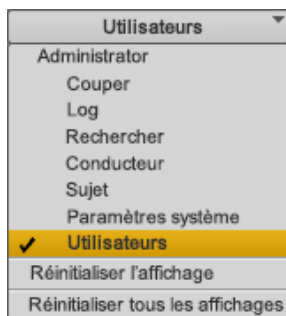 Utilisateurs
Administrator
Couper
Log
Rechercher
Conducteur
Sujet
Paramètres système
Utilisateurs
Réinitialiser l'affichage
Réinitialiser tous les affichages